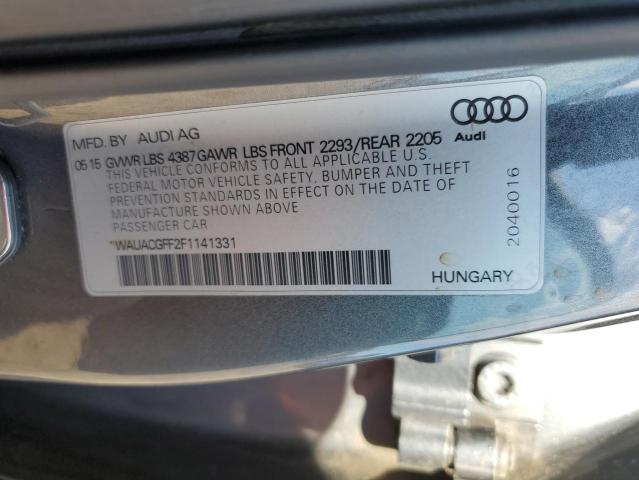 MFD. BY AUDI AG
05 15 GVWR LBS 4387 GAWR LBS FRONT 2293/REAR 2205
Audi
THIS VEHICLE CONFORMS TO ALL APPLICABLE U.S.
FEDERAL MOTOR VEHICLE SAFETY, BUMPER AND THEFT
PREVENTION STANDARDS IN EFFECT ON THE DATE OF
MANUFACTURE SHOWN ABOVE
PASSENGER CAR
*WAUACGFF2F1141331
HUNGARY
2040016